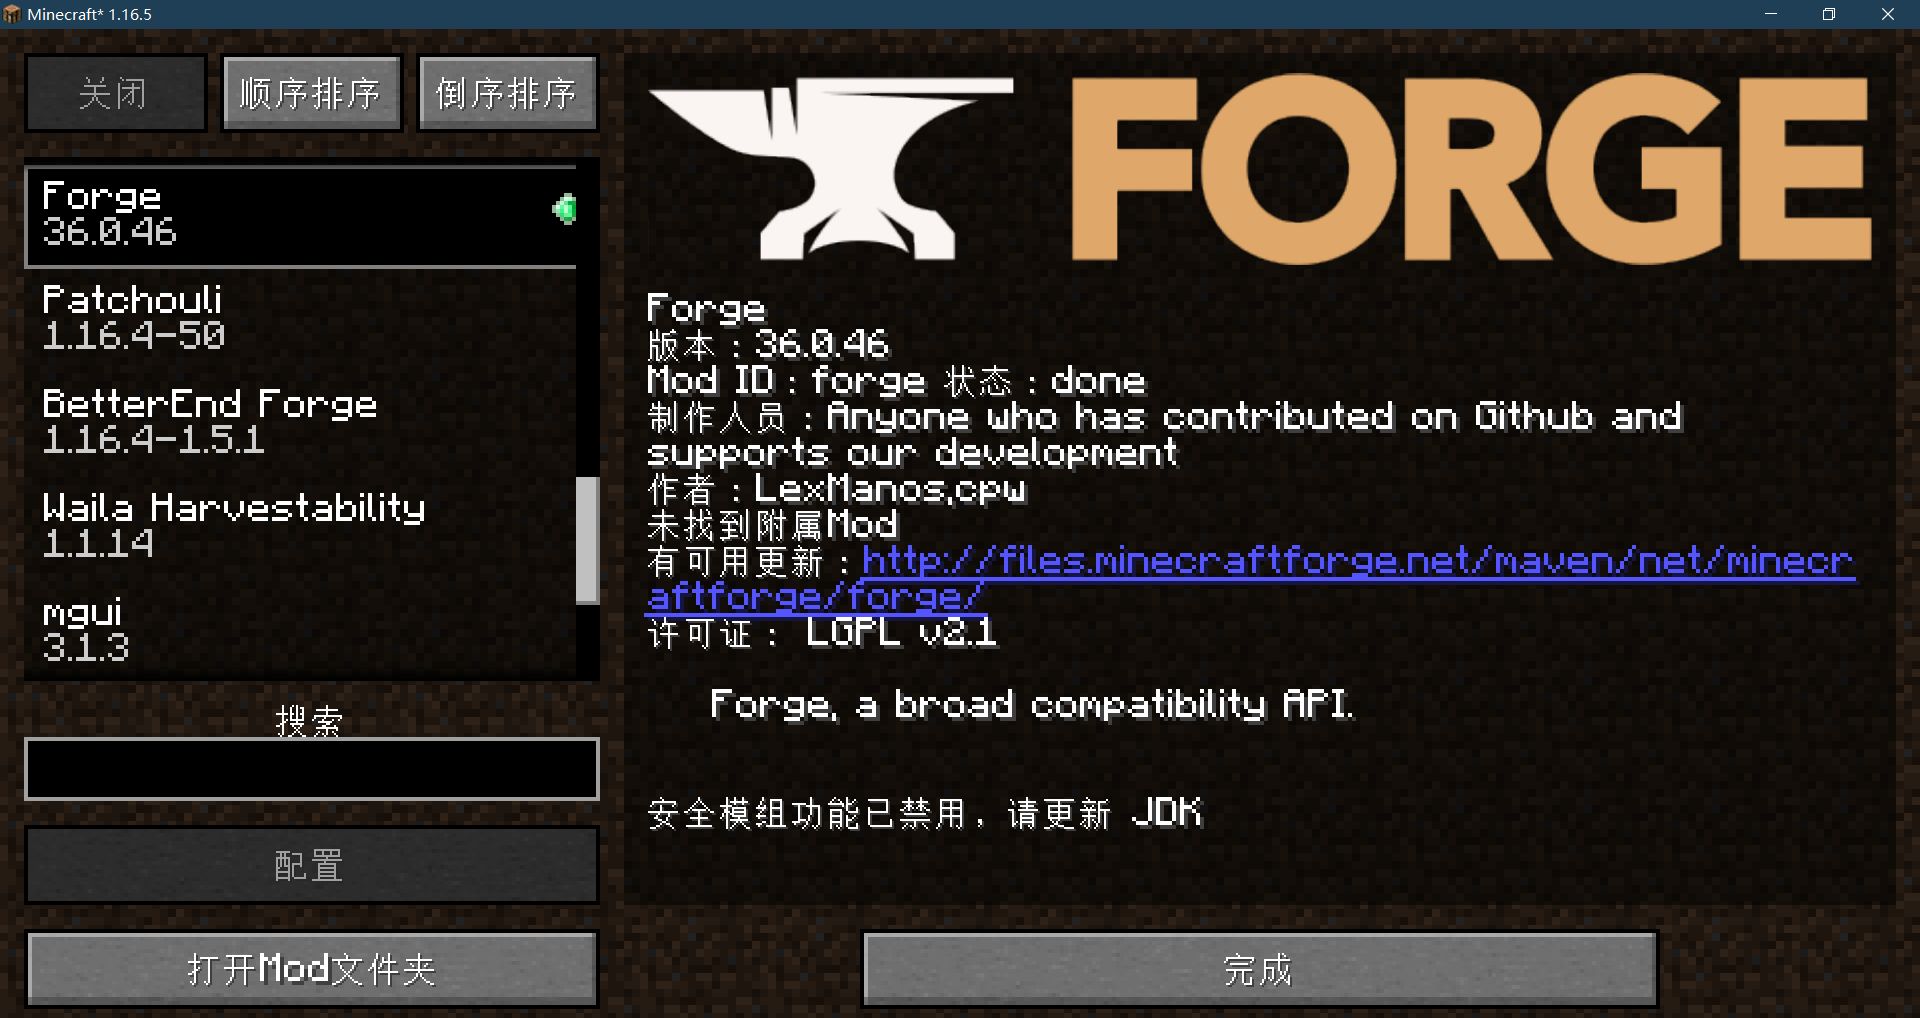 Minecraft* 1.16.5
关闭
顺序排序
倒序排序
Forge
36.0.46
Patchouli
1.16.4-50
BetterEnd Forge
1.16.4-1.5.1
Waila Harvestability
1.1.14
mgui
3.1.3
搜索
配置
打开Mod文件夹
FORGE
Forge
版本：36.0.46
Mod ID：forge 状态：done
制作人员：Anyone who has contributed on Github and
supports our development
作者：LexManos,cpw
未找到附属Mod
有可用更新：http://files.minecraftforge.net/maven/net/minecr
aftforge/forge/
许可证： LGPL v2.1
Forge, a broad compatibility API.
安全模组功能已禁用，请更新 JDK
完成